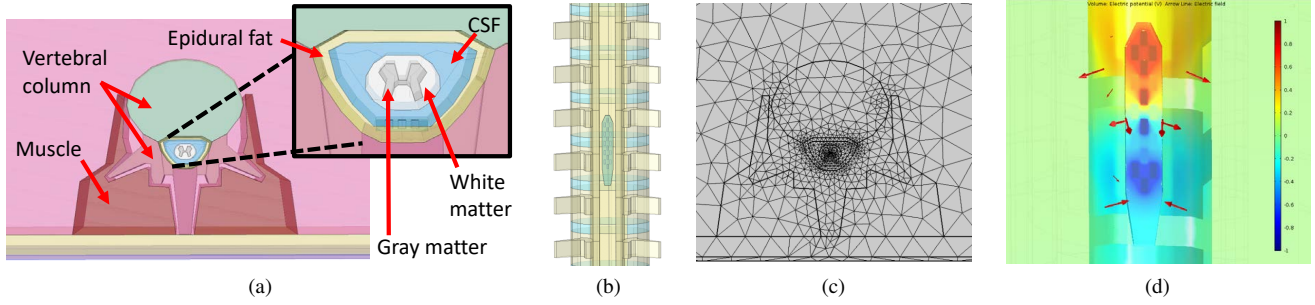 Epidural fat
CSF
Vertebral
column
Muscle
White
matter
Gray matter
Volume: Electric potential (V) Arrow Line: Electric field
1
0.8
0.6
0.4
0.2
0
-0.2
-0.4
-0.6
-0.8
-1
(a)
(b)
(c)
(d)